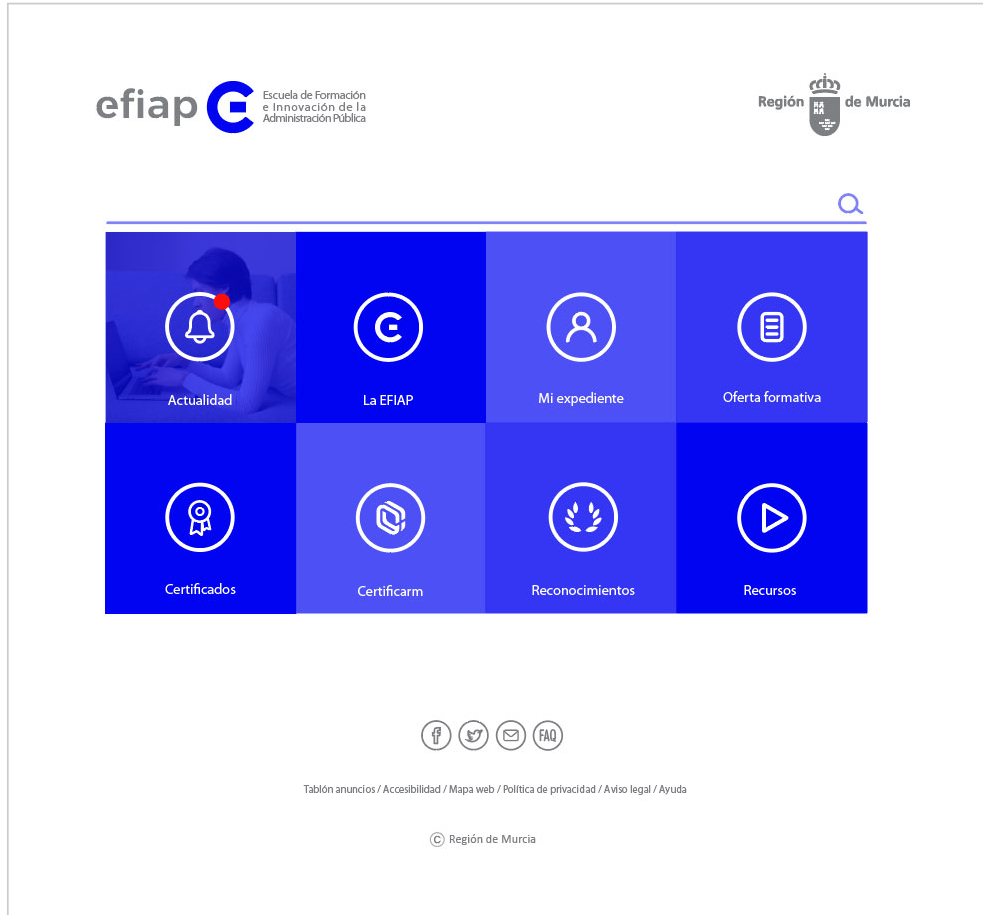 efiap
Escuela de Formación
e Innovación de la
Administración Pública
Región de Murcia
Actualidad
La EFIAP
Mi expediente
Oferta formativa
Certificados
Certificarm
Reconocimientos
Recursos
FAQ
Tablón anuncios / Accesibilidad / Mapa web / Política de privacidad / Aviso legal / Ayuda
© Región de Murcia